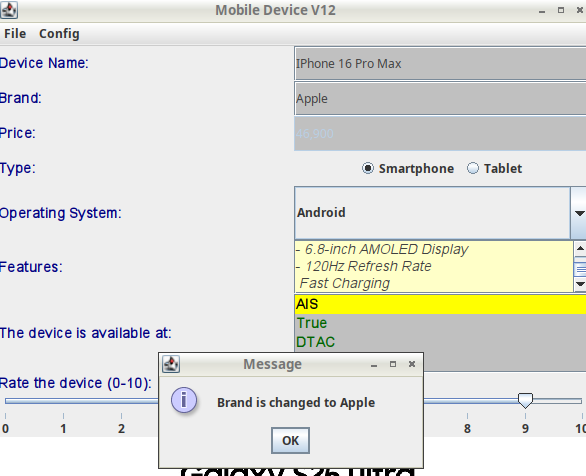 Mobile Device V12
File Config
Device Name: IPhone 16 Pro Max
Brand: Apple
Price: 46,900
Type: Smartphone Tablet
Operating System: Android
- 6.8-inch AMOLED Display
- 120Hz Refresh Rate
Features:
Fast Charging
AIS
True
The device is available at:
DTAC
Message
Rate the device (0-10):
Brand is changed to Apple
0 1 2 8 9 10
OK
Galaxy S25 Ultra